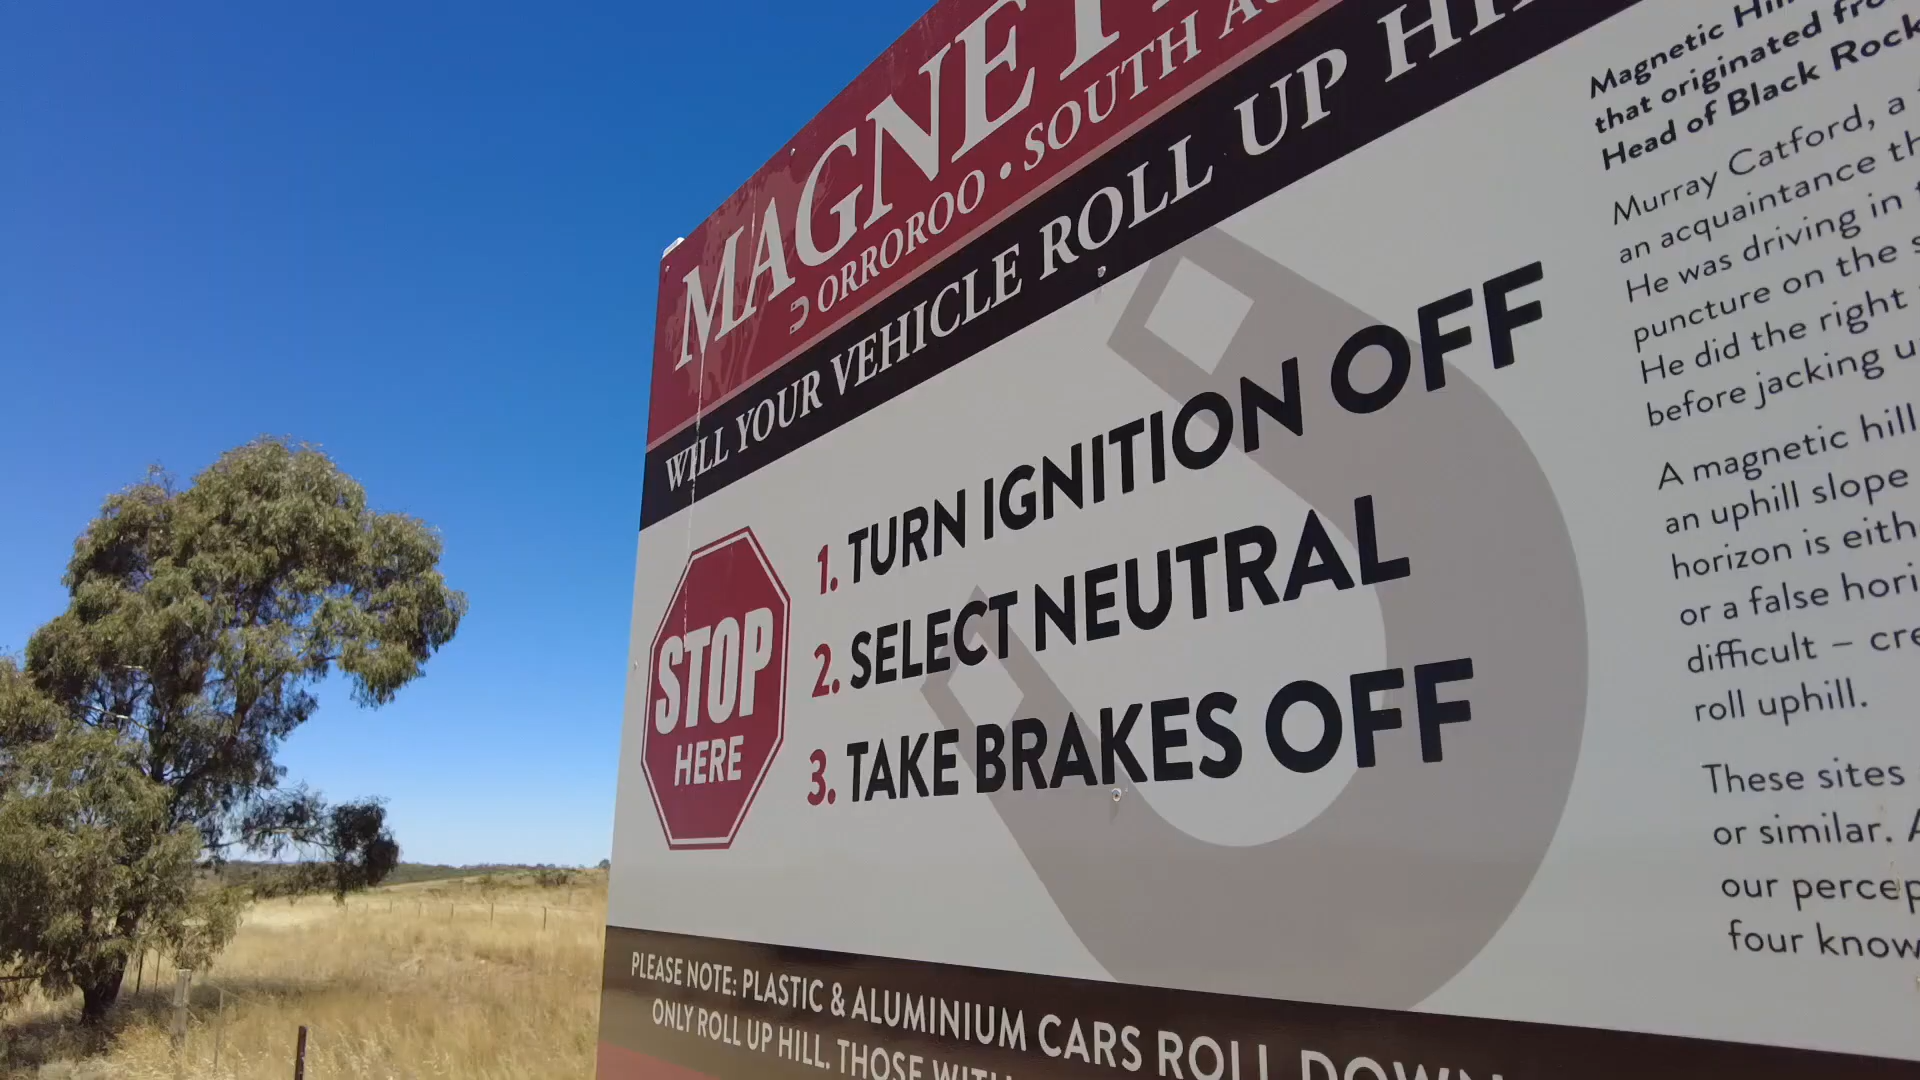 MAGNET
ORROROO • SOUTH
WILL YOUR VEHICLE ROLL UP
STOP
HERE
1. TURN IGNITION OFF
2. SELECT NEUTRAL
3. TAKE BRAKES OFF
PLEASE NOTE: PLASTIC & ALUMINIUM CARS ROLL DOWN
ONLY ROLL UP HILL. THOSE WITH
Magnetic Hill
that originated fro
Head of Black Rock
Murray Catford, a
an acquaintance th
He was driving in
puncture on the s
He did the right
before jacking u
A magnetic hill
an uphill slope
horizon is eith
or a false hori
difficult – cre
roll uphill.
These sites
or similar. A
our percep
four know